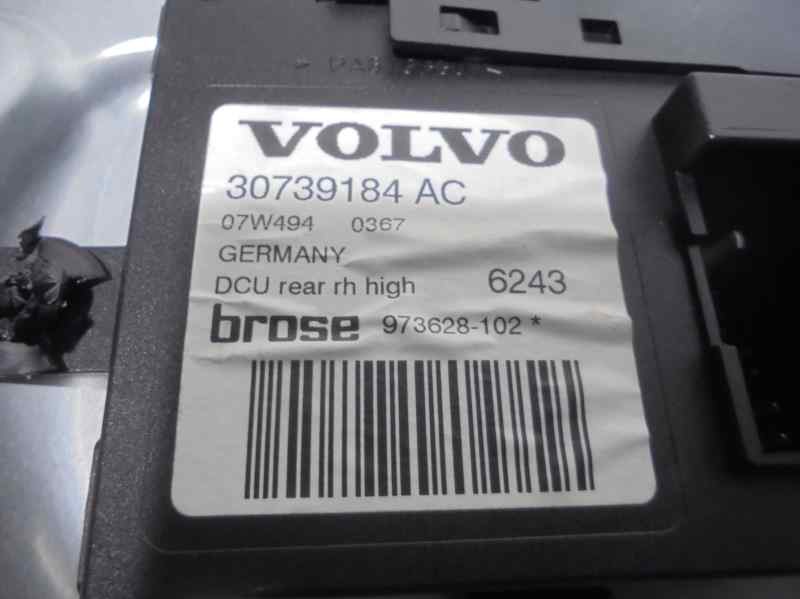 VOLVO
30739184 AC
07W494 0367
GERMANY
DCU rear rh high 6243
brose 973628-102 *